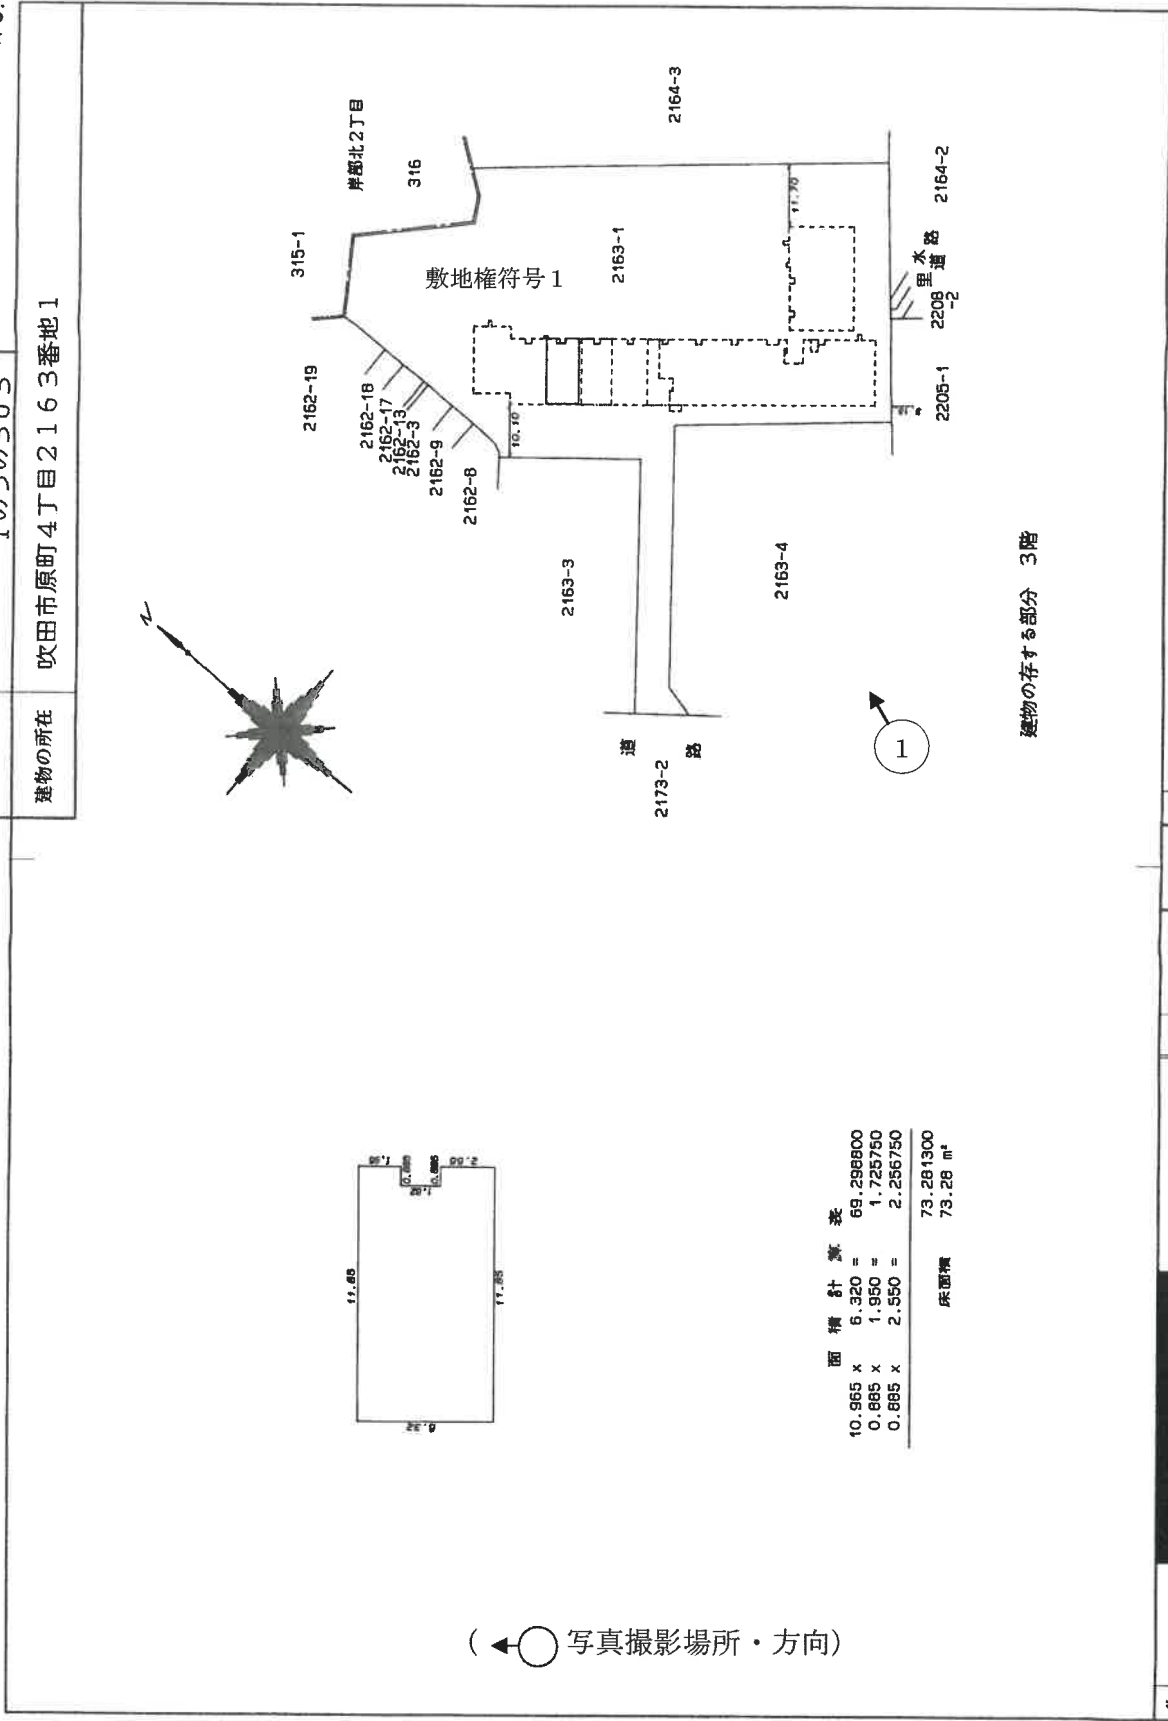 建物の所在
吹田市原町4丁目2163番地1
315-1
岸部北2丁目
316
2164-3
2162-19
敷地権符号1
2163-1
2162-18
2162-17
2162-13
2162-3
2162-9
2162-8
10.10
11.70
2164-2
水
里道路
2208
-2
2205-1
2163-3
2163-4
道
路
2173-2
N
1
建物の存する部分 3階
11.85
1.95
0.885
1.82
0.885
2.55
11.85
6.32
面積計算表
10.965 x 6.320 = 69.298800
0.885 x 1.950 = 1.725750
0.885 x 2.550 = 2.256750
73.281300
床面積 73.28 m²
(←○ 写真撮影場所・方向)